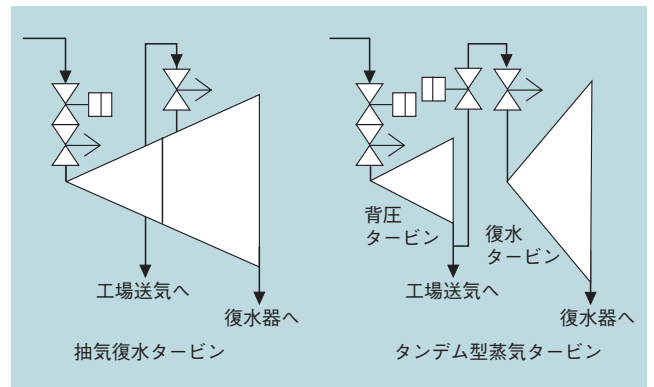 背圧
タービン
復水
タービン
工場送気へ
復水器へ
抽気復水タービン
工場送気へ
復水器へ
タンデム型蒸気タービン